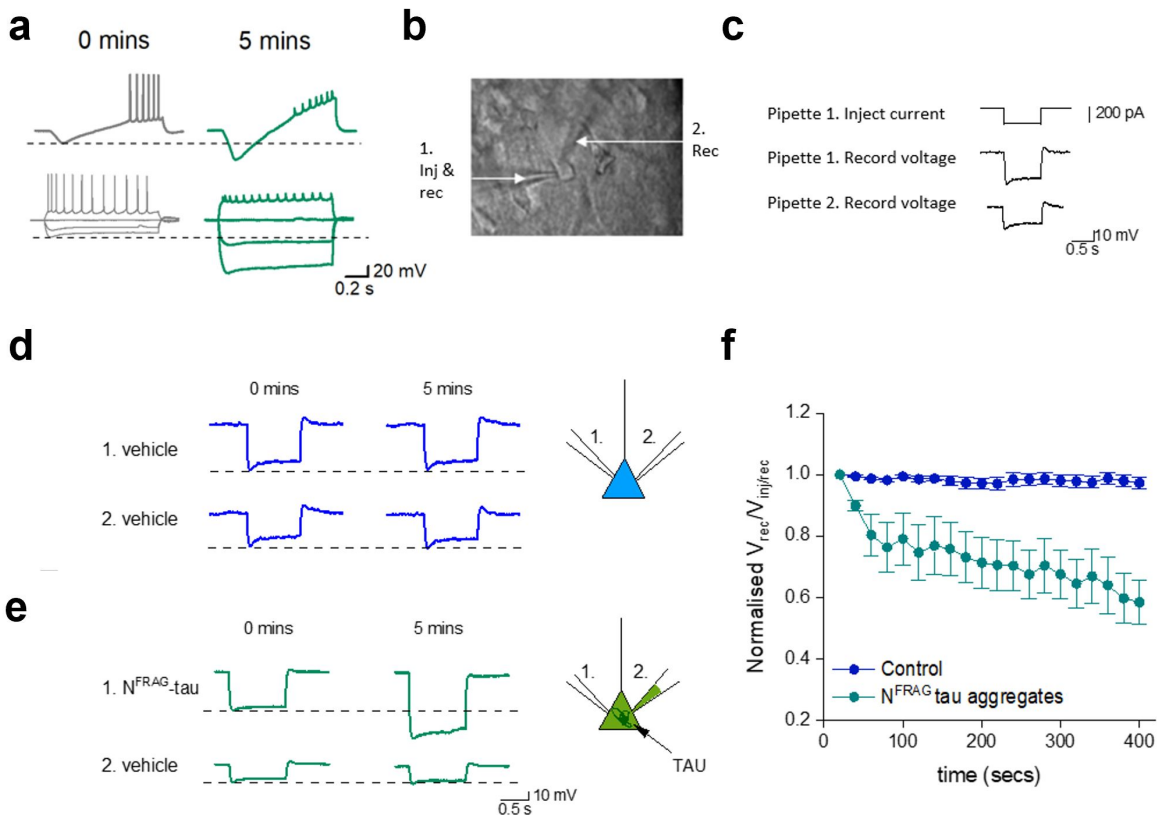 a
0 mins
5 mins
20 mV
0.2 s
b
1.
Inj &
rec
2.
Rec
c
Pipette 1. Inject current
200 pA
Pipette 1. Record voltage
Pipette 2. Record voltage
10 mV
0.5 s
d
0 mins
5 mins
1. vehicle
2. vehicle
1.
2.
e
0 mins
5 mins
1. N^FRAG-tau
2. vehicle
10 mV
0.5 s
1.
2.
TAU
f
Normalised Vrec/Vinj/rec
1.2
1.0
0.8
0.6
0.4
0.2
Control
N^FRAG tau aggregates
0
100
200
300
400
time (secs)